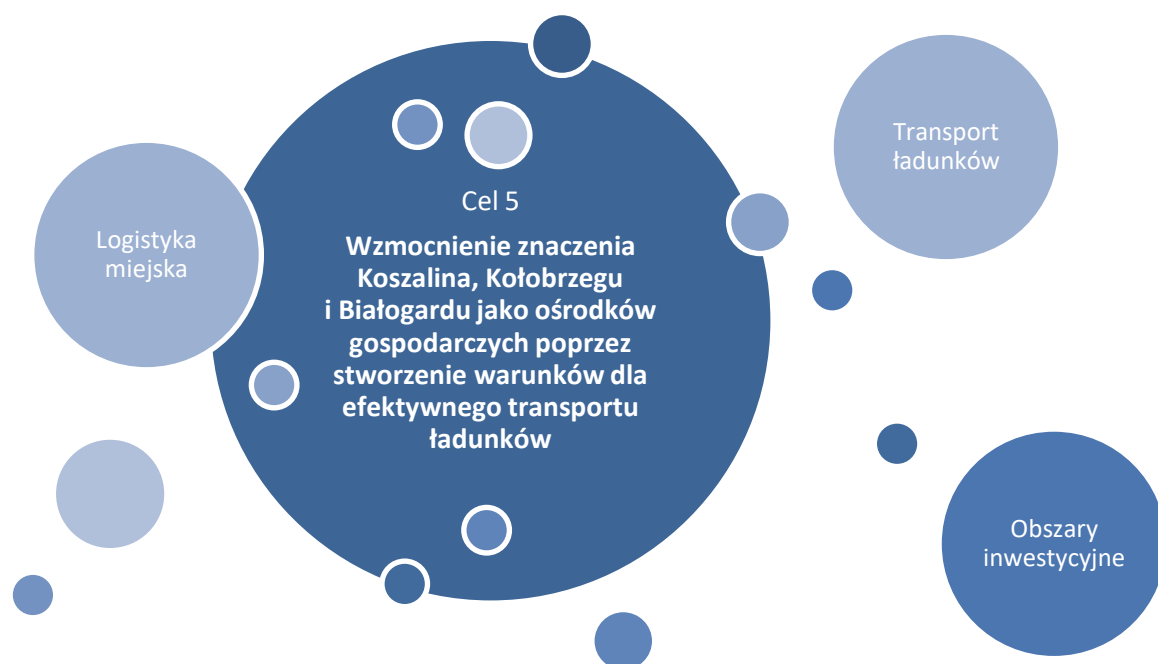 Cel 5
Wzmocnienie znaczenia
Koszalina, Kołobrzegu
i Białogardu jako ośrodków
gospodarczych poprzez
stworzenie warunków dla
efektywnego transportu
ładunków
Logistyka
miejska
Transport
ładunków
Obszary
inwestycyjne